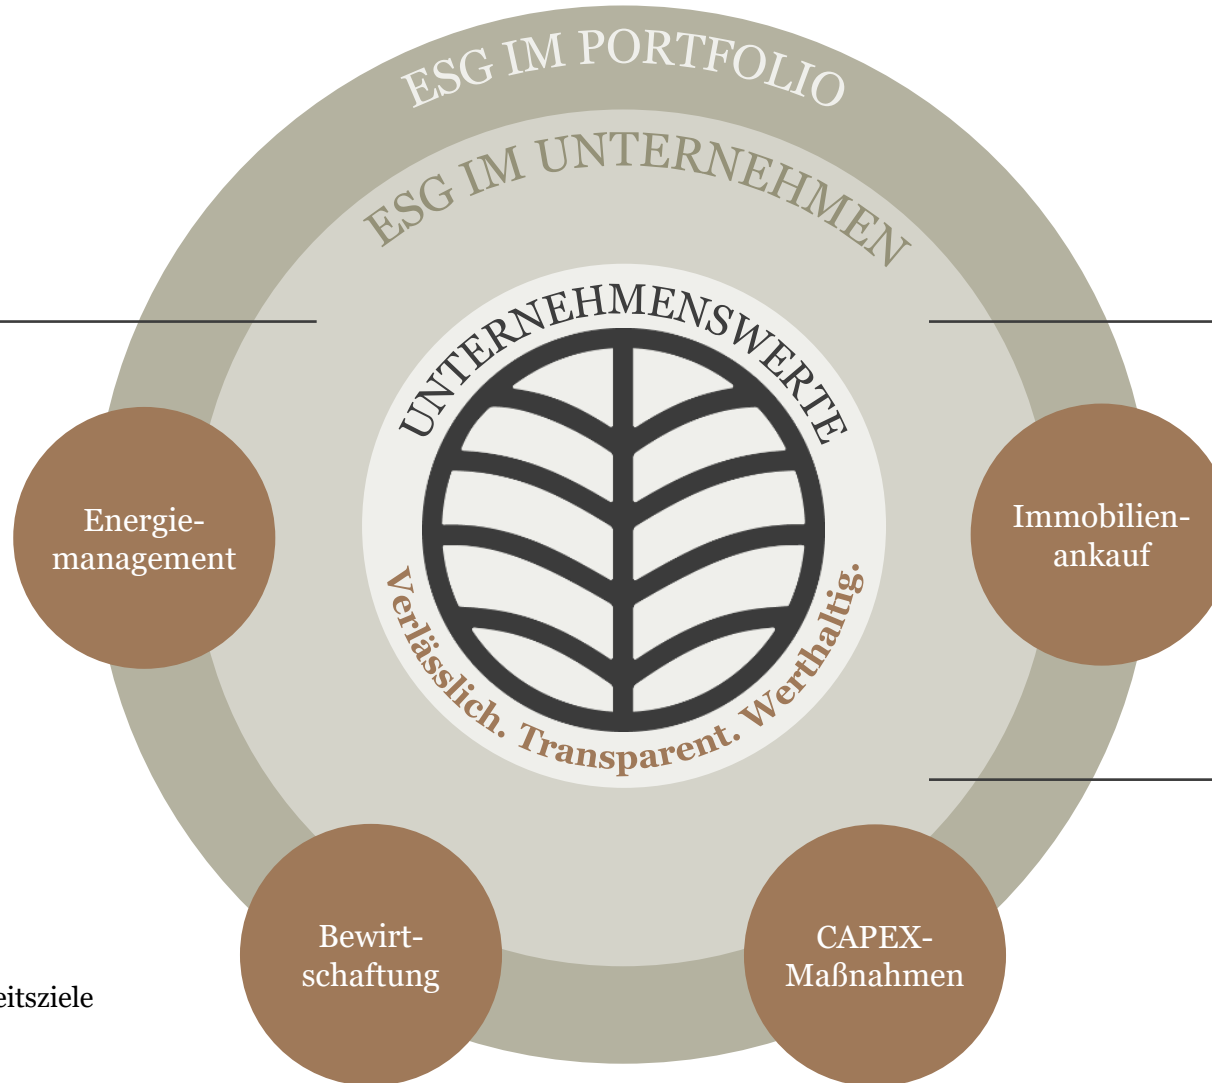 ESG IM PORTFOLIO
ESG IM UNTERNEHMEN
UNTERNEHMENSWERTE
Verlässlich. Transparent. Werthaltig.
Energie-
management
Immobilien-
ankauf
Bewirt-
schaftung
CAPEX-
Maßnahmen
eitsziele